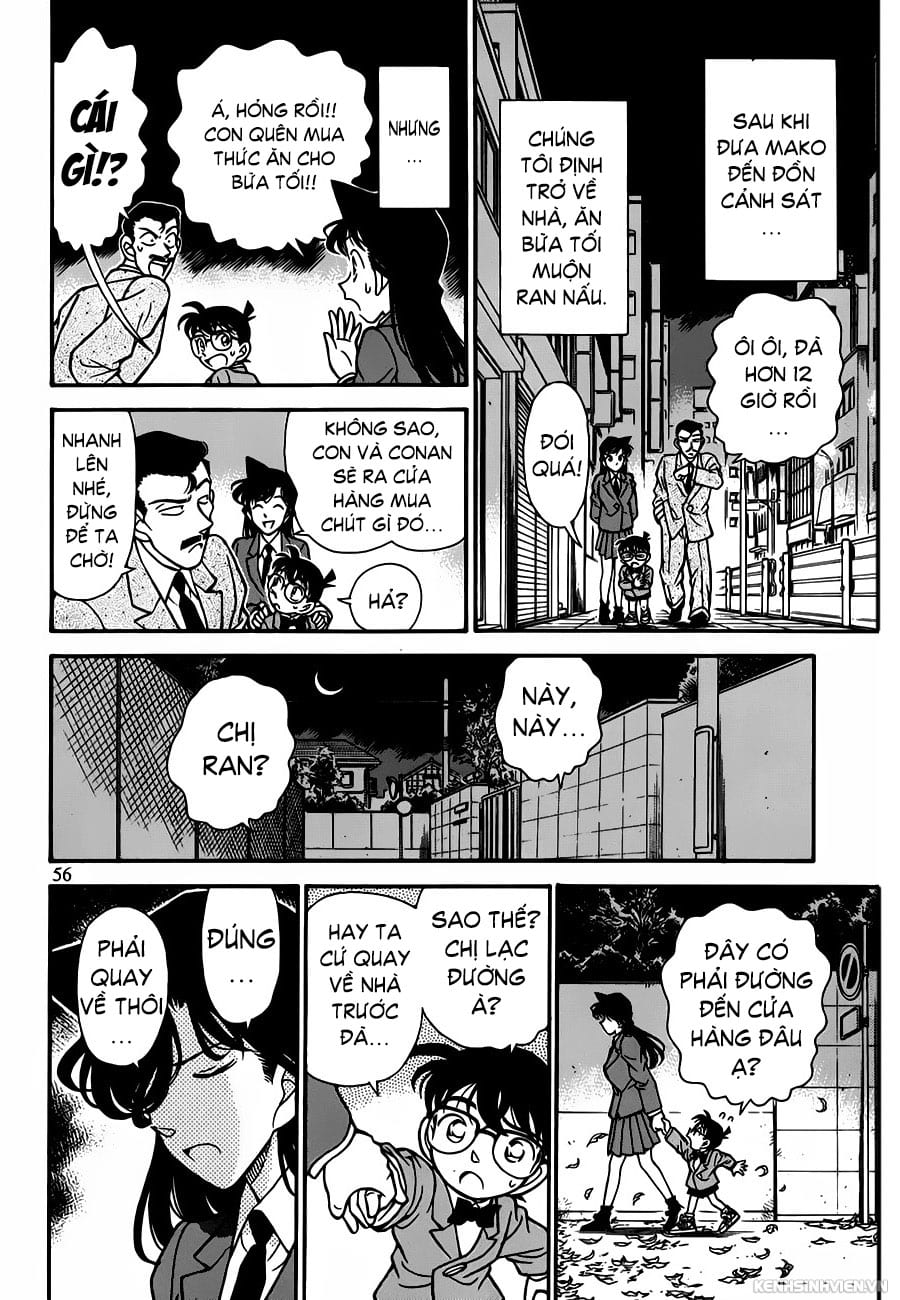 SAU KHI
ĐƯA MAKO
ĐẾN ĐỒN
CẢNH SÁT
...
CHÚNG
TÔI ĐỊNH
TRỞ VỀ
NHÀ, ĂN
BỮA TỐI
MUỘN
RAN NẤU.
ÔI ÔI, ĐÀ
HƠN 12
GIỜ RỒI
...
ĐÓI
QUÁ!
NHƯNG
...
Á, HỎNG RỒI!!
CON QUÊN MUA
THỨC ĂN CHO
BỮA TỐI!!
CÁI
GÌ!?
KHÔNG SAO,
CON VÀ CONAN
SẼ RA CỬA
HÀNG MUA
CHÚT GÌ ĐÓ...
HẢ?
NHANH
LÊN
NHÉ,
ĐỪNG
ĐỂ TA
CHỜ!
NÀY,
NÀY...
CHỊ
RAN?
56
ĐÂY CÓ
PHẢI ĐƯỜNG
ĐẾN CỬA
HÀNG ĐÂU
Ạ?
SAO THẾ?
CHỊ LẠC
ĐƯỜNG
À?
HAY TA
CỨ QUAY
VỀ NHÀ
TRƯỚC
ĐÀ...
ĐÚNG
...
PHẢI
QUAY
VỀ THÔI
...
KENHSINHVIEN.VN